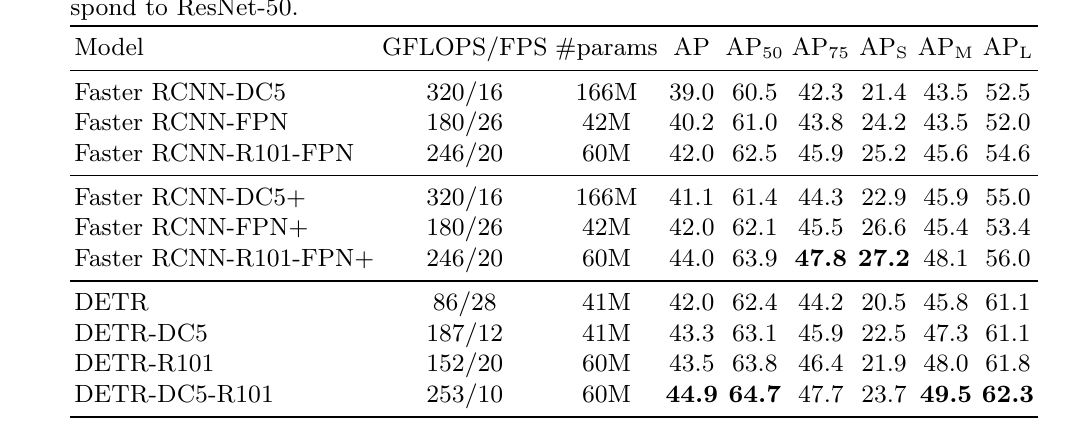 spond to ResNet-50.
Model GFLOPS/FPS #params AP AP50 AP75 APS APM APL
Faster RCNN-DC5 320/16 166M 39.0 60.5 42.3 21.4 43.5 52.5
Faster RCNN-FPN 180/26 42M 40.2 61.0 43.8 24.2 43.5 52.0
Faster RCNN-R101-FPN 246/20 60M 42.0 62.5 45.9 25.2 45.6 54.6
Faster RCNN-DC5+ 320/16 166M 41.1 61.4 44.3 22.9 45.9 55.0
Faster RCNN-FPN+ 180/26 42M 42.0 62.1 45.5 26.6 45.4 53.4
Faster RCNN-R101-FPN+ 246/20 60M 44.0 63.9 47.8 27.2 48.1 56.0
DETR 86/28 41M 42.0 62.4 44.2 20.5 45.8 61.1
DETR-DC5 187/12 41M 43.3 63.1 45.9 22.5 47.3 61.1
DETR-R101 152/20 60M 43.5 63.8 46.4 21.9 48.0 61.8
DETR-DC5-R101 253/10 60M 44.9 64.7 47.7 23.7 49.5 62.3